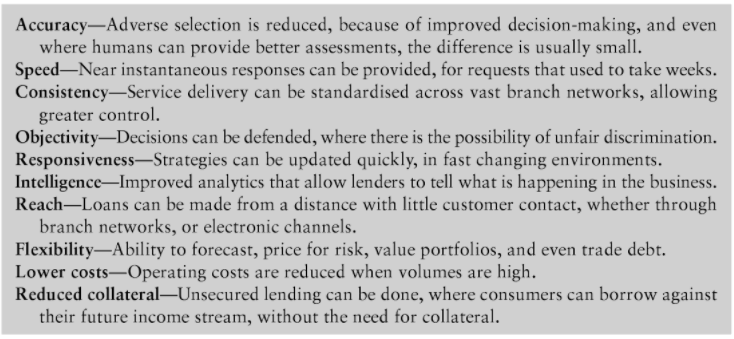 Accuracy—Adverse selection is reduced, because of improved decision-making, and even
where humans can provide better assessments, the difference is usually small.
Speed—Near instantaneous responses can be provided, for requests that used to take weeks.
Consistency—Service delivery can be standardised across vast branch networks, allowing
greater control.
Objectivity—Decisions can be defended, where there is the possibility of unfair discrimination.
Responsiveness—Strategies can be updated quickly, in fast changing environments.
Intelligence—Improved analytics that allow lenders to tell what is happening in the business.
Reach—Loans can be made from a distance with little customer contact, whether through
branch networks, or electronic channels.
Flexibility—Ability to forecast, price for risk, value portfolios, and even trade debt.
Lower costs—Operating costs are reduced when volumes are high.
Reduced collateral—Unsecured lending can be done, where consumers can borrow against
their future income stream, without the need for collateral.